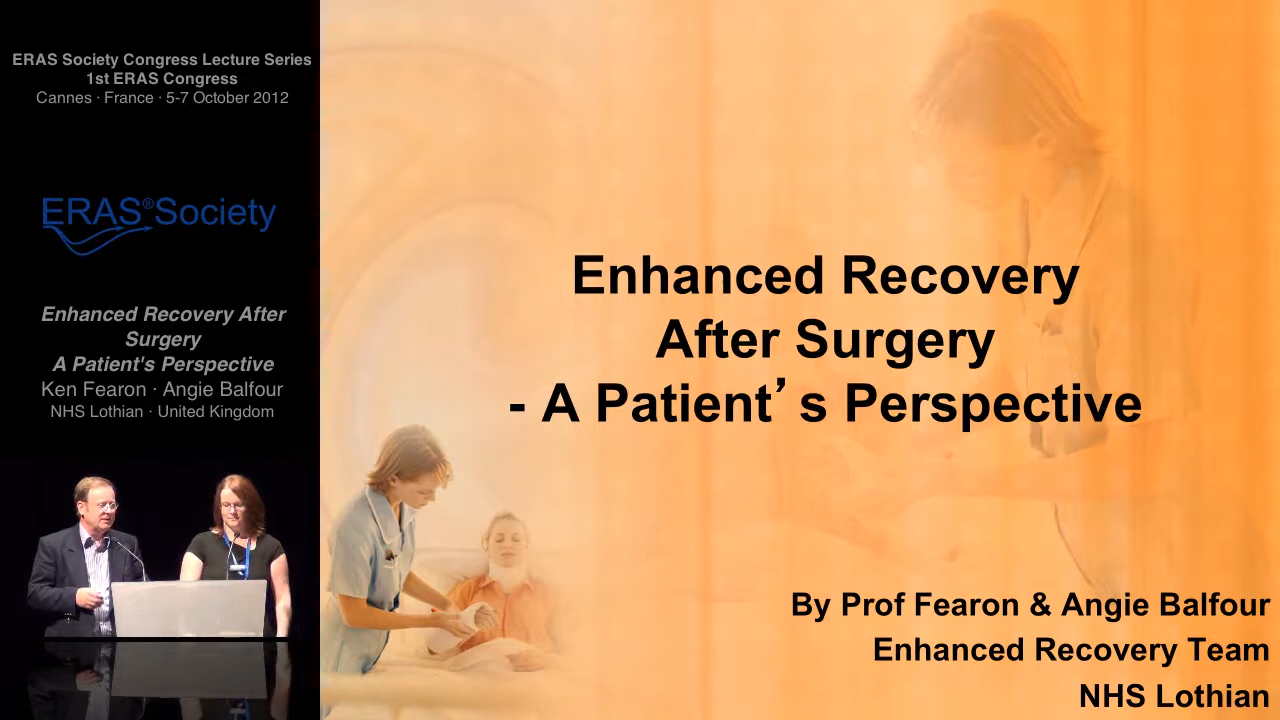 ERAS Society Congress Lecture Series
1st ERAS Congress
Cannes · France · 5-7 October 2012
ERAS®Society
Enhanced Recovery After
Surgery
A Patient's Perspective
Ken Fearon · Angie Balfour
NHS Lothian · United Kingdom
Enhanced Recovery
After Surgery
- A Patient’s Perspective
By Prof Fearon & Angie Balfour
Enhanced Recovery Team
NHS Lothian